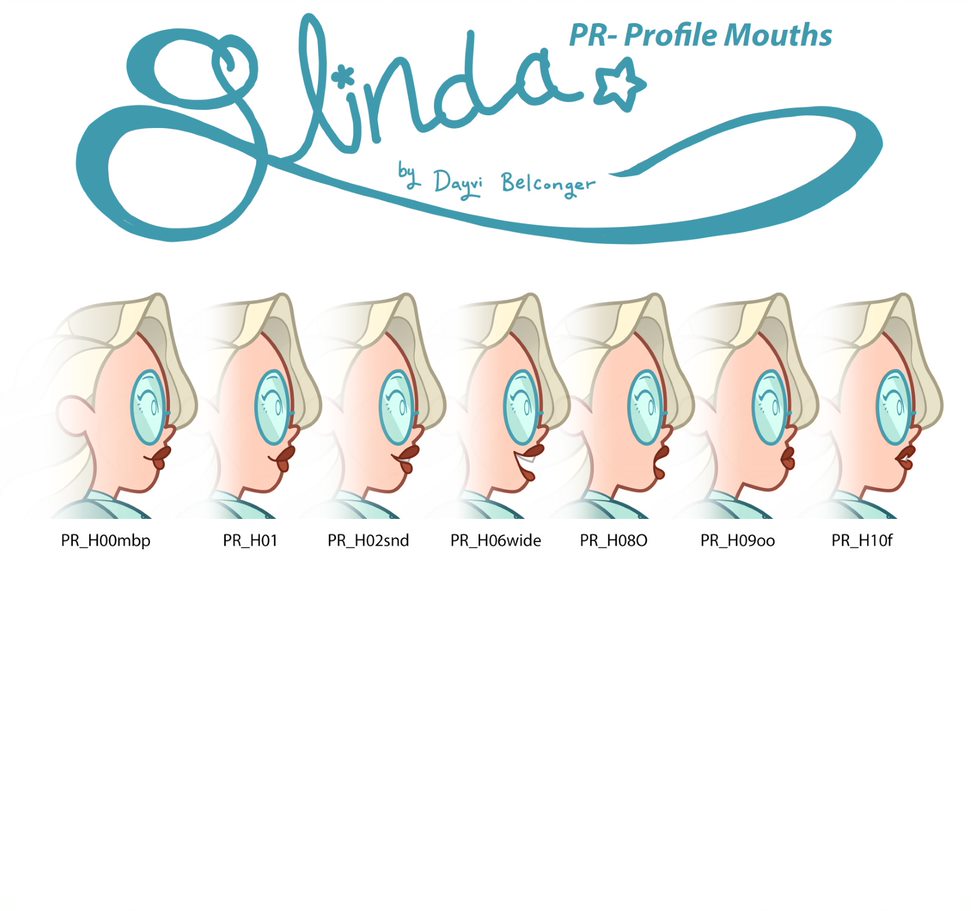 Glinda
PR- Profile Mouths
by Dayvi Belconger
PR_H00mbp PR_H01 PR_H02snd PR_H06wide PR_H08O PR_H09oo PR_H10f